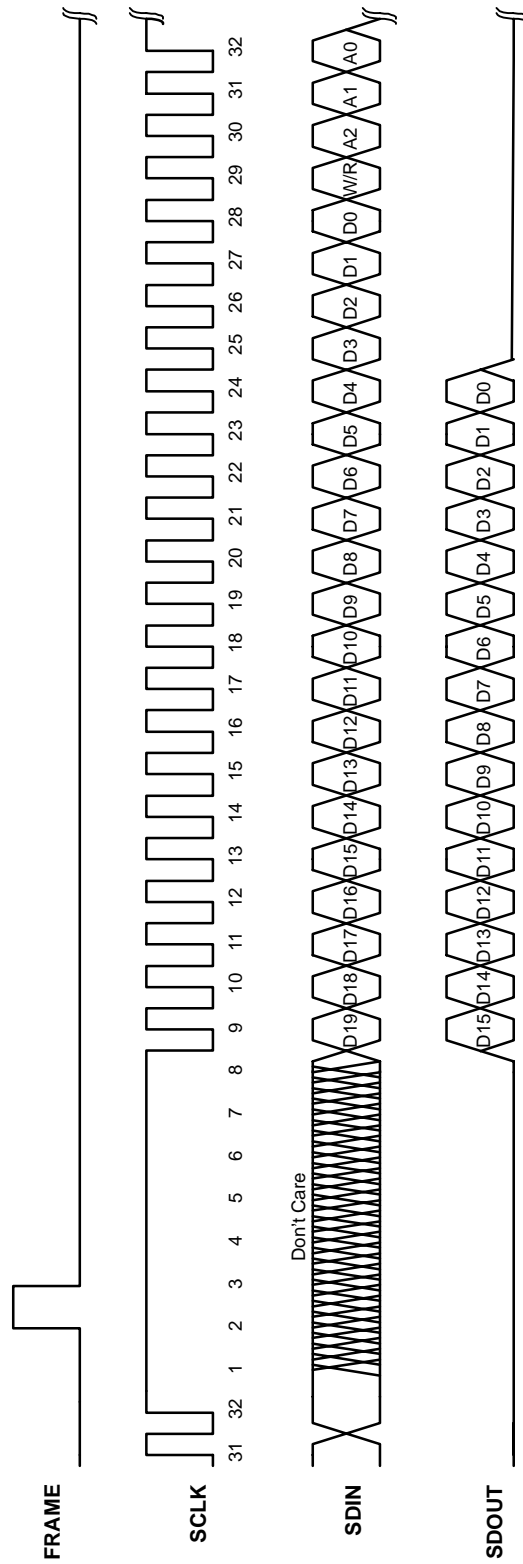 FRAME
SCLK
31 32 1 2 3 4 5 6 7 8 9 10 11 12 13 14 15 16 17 18 19 20 21 22 23 24 25 26 27 28 29 30 31 32
Don't Care
SDIN
D19 D18 D17 D16 D15 D14 D13 D12 D11 D10 D9 D8 D7 D6 D5 D4 D3 D2 D1 D0 W/R A2 A1 A0
SDOUT
D15 D14 D13 D12 D11 D10 D9 D8 D7 D6 D5 D4 D3 D2 D1 D0